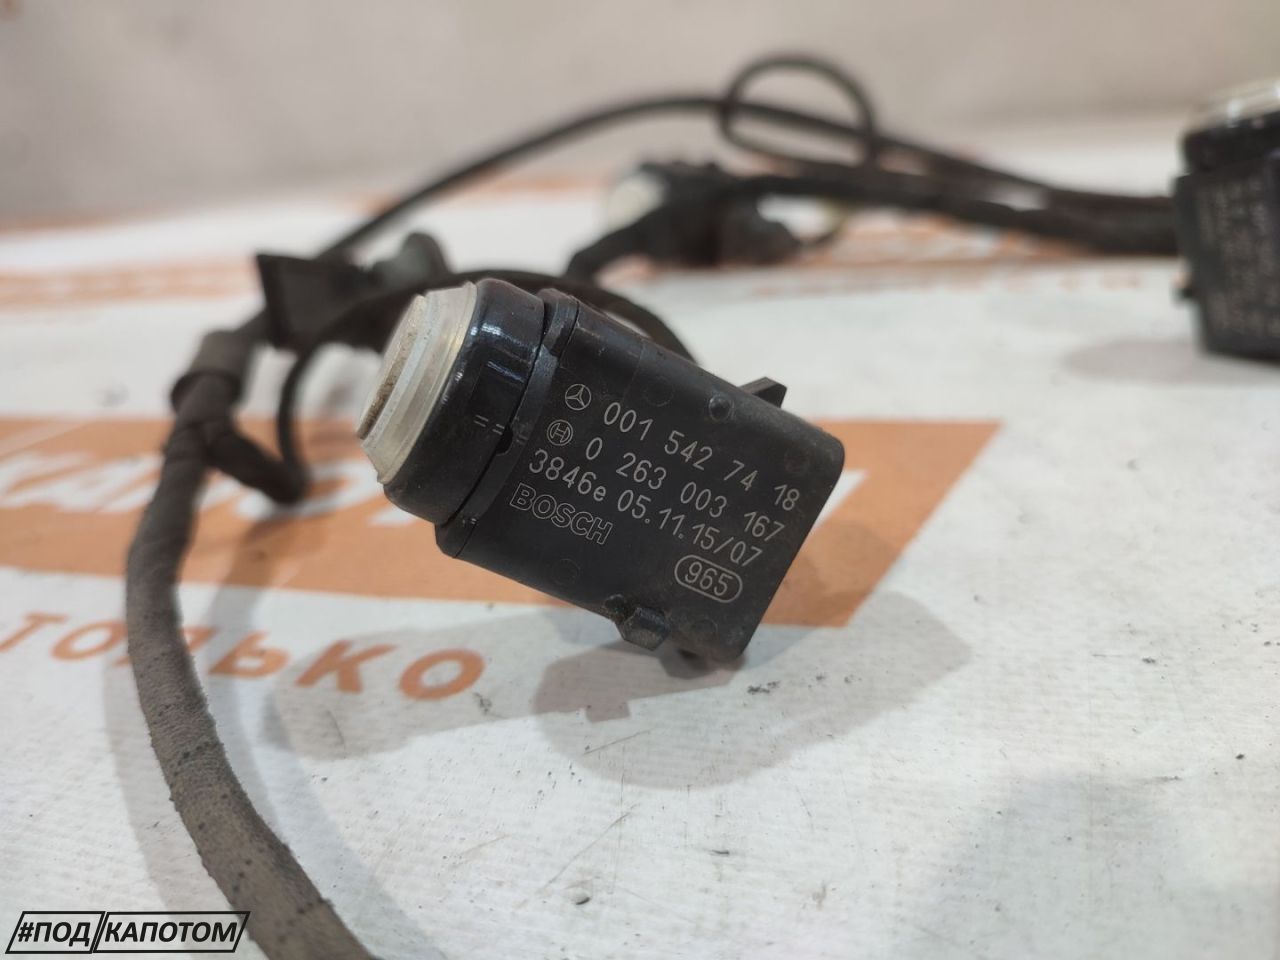 001 542 74 18
0 263 003 167
3846e 05.11.15/07
BOSCH
965
ТОЛЬКО
#ПОД КАПОТОМ